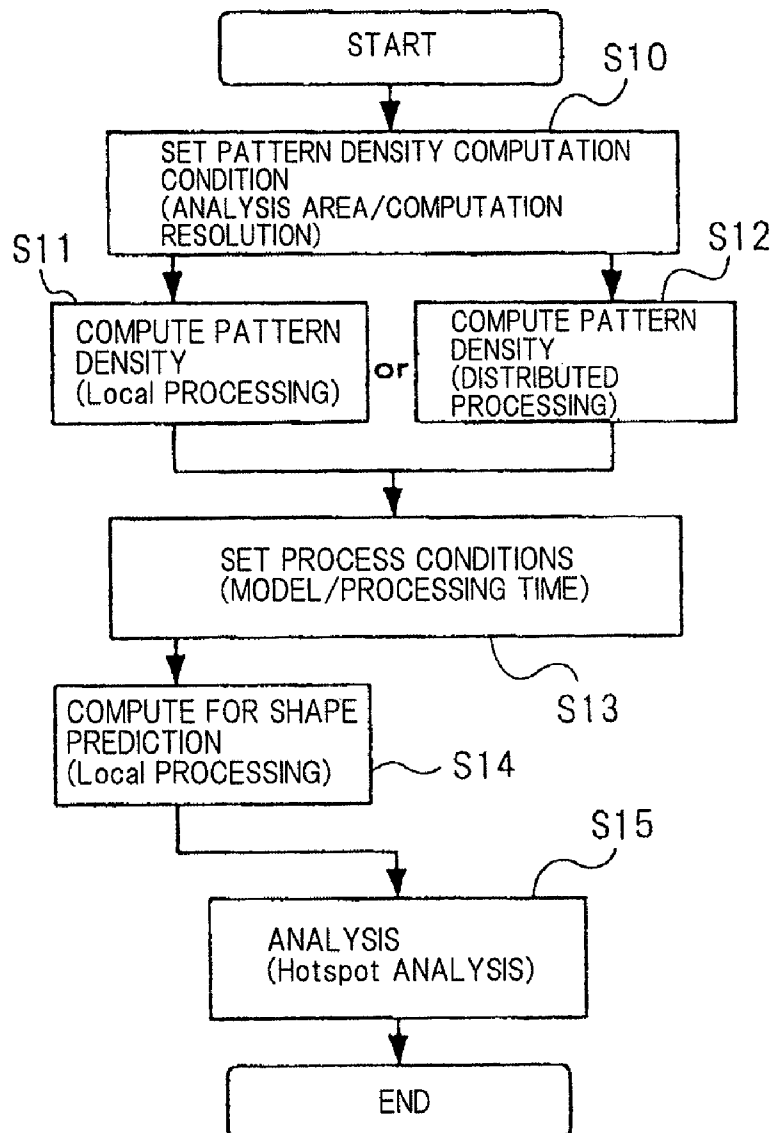 START
S10
SET PATTERN DENSITY COMPUTATION
CONDITION
(ANALYSIS AREA/COMPUTATION
RESOLUTION)
S11
S12
COMPUTE PATTERN
DENSITY
(Local PROCESSING)
or
COMPUTE PATTERN
DENSITY
(DISTRIBUTED
PROCESSING)
SET PROCESS CONDITIONS
(MODEL/PROCESSING TIME)
S13
COMPUTE FOR SHAPE
PREDICTION
(Local PROCESSING)
S14
S15
ANALYSIS
(Hotspot ANALYSIS)
END